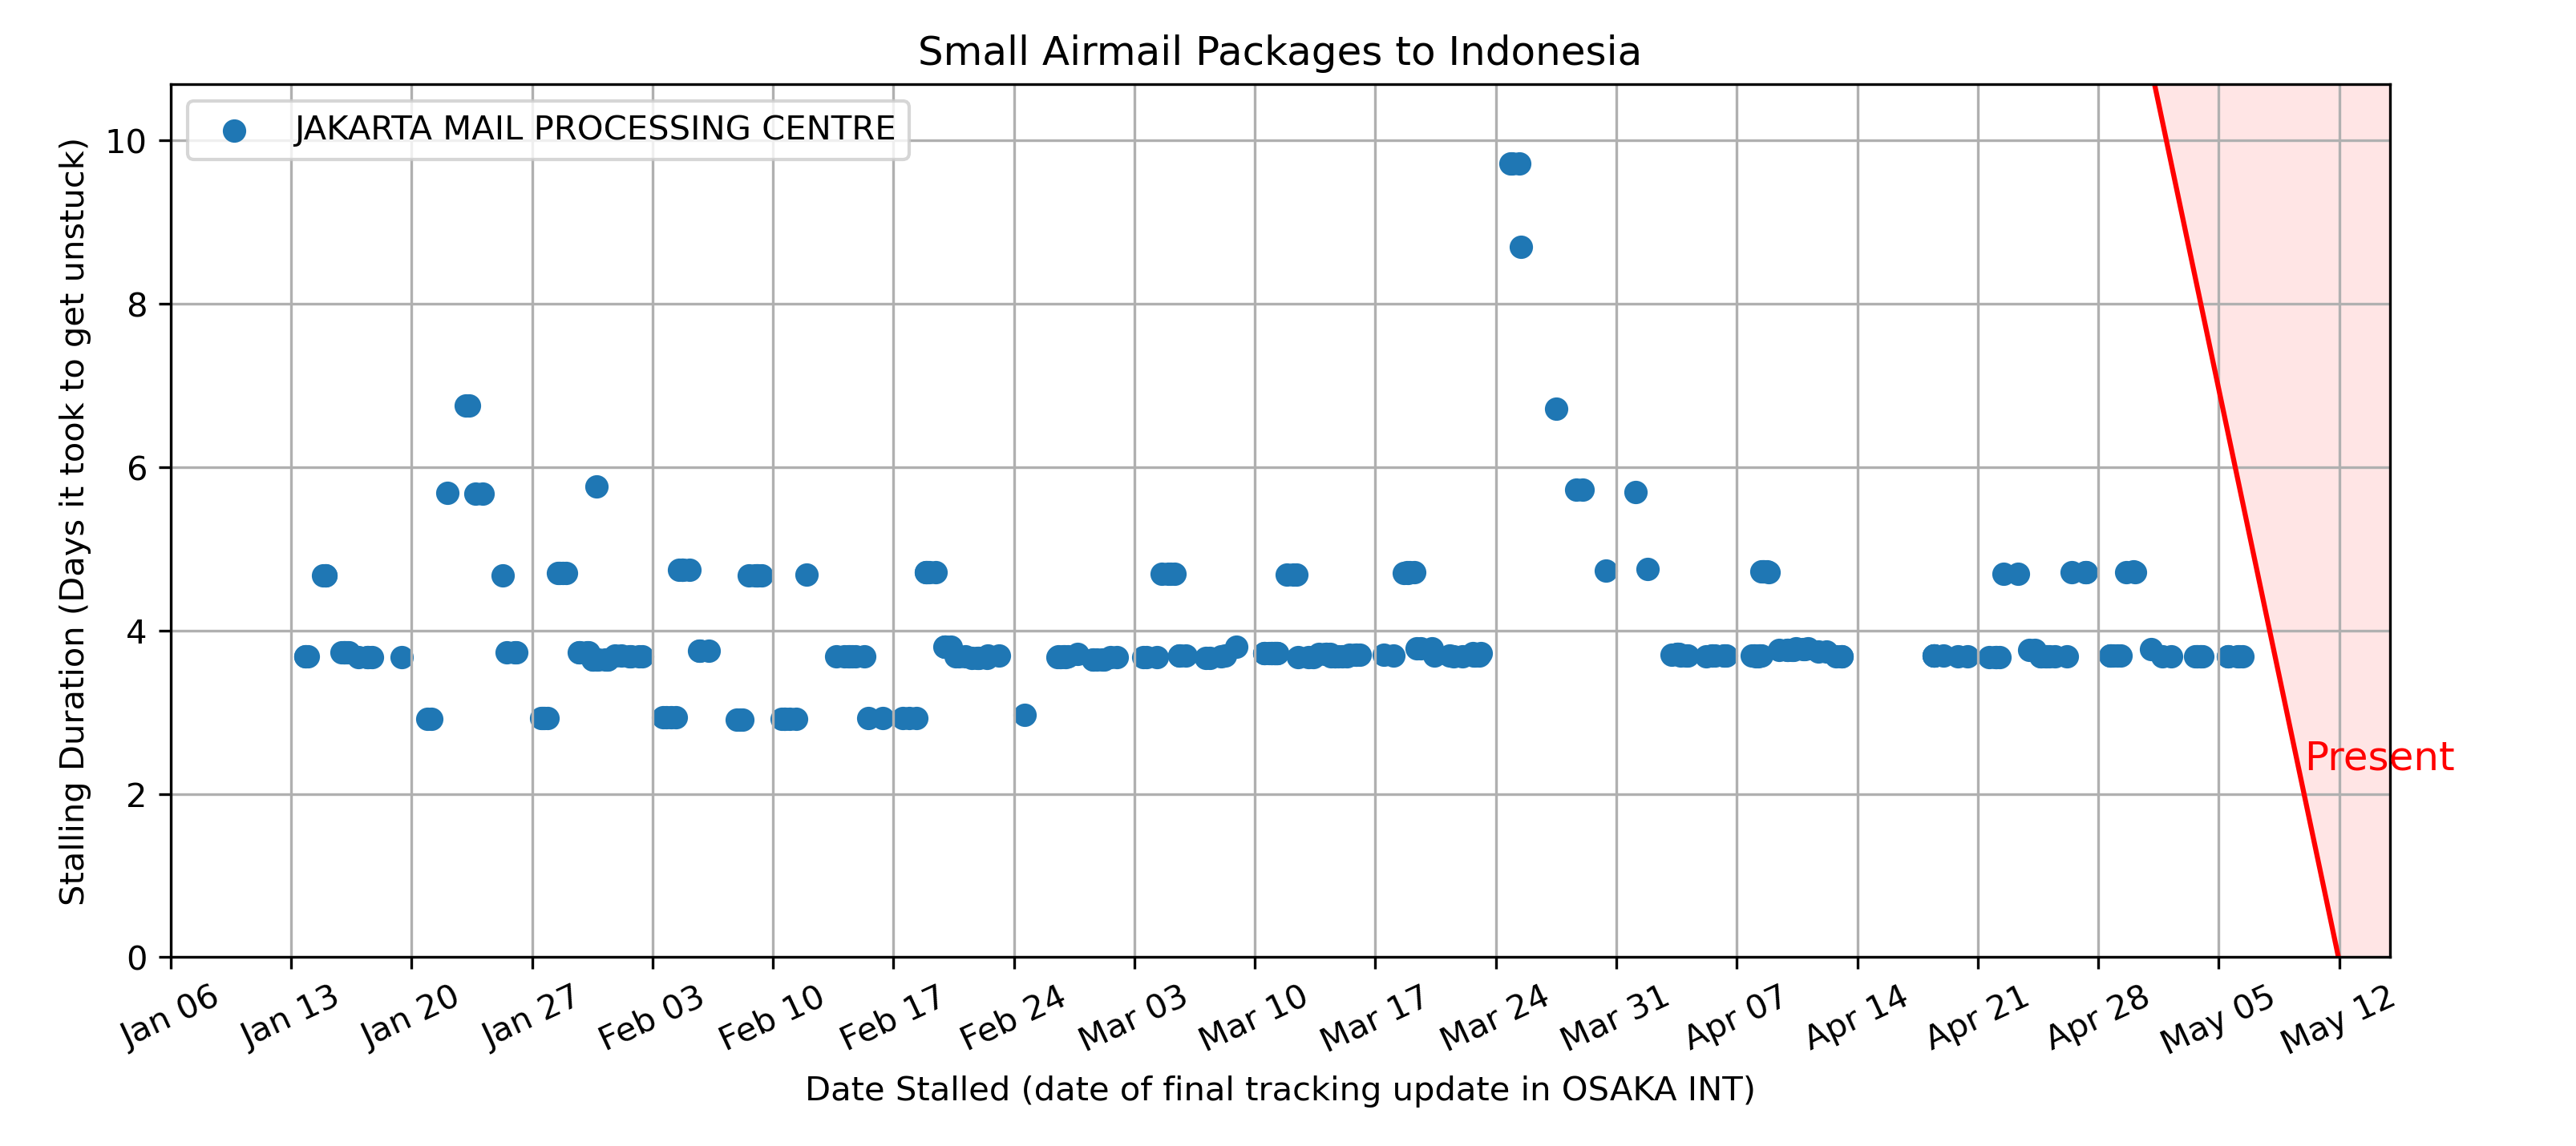 Small Airmail Packages to Indonesia
JAKARTA MAIL PROCESSING CENTRE
Stalling Duration (Days it took to get unstuck)
10
8
6
4
2
0
Present
Jan 06
Jan 13
Jan 20
Jan 27
Feb 03
Feb 10
Feb 17
Feb 24
Mar 03
Mar 10
Mar 17
Mar 24
Mar 31
Apr 07
Apr 14
Apr 21
Apr 28
May 05
May 12
Date Stalled (date of final tracking update in OSAKA INT)